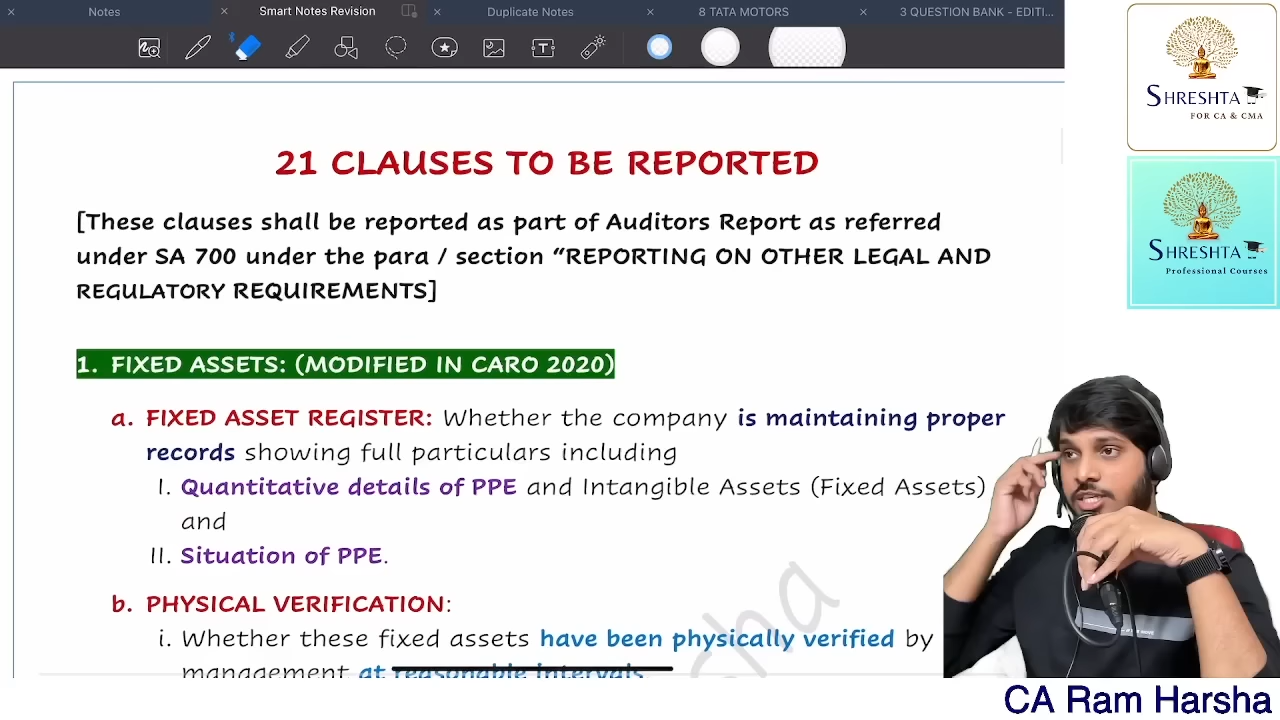 Notes
Smart Notes Revision
Duplicate Notes
8 TATA MOTORS
3 QUESTION BANK - EDITI...
SHRESHTA
FOR CA & CMA
SHRESHTA
Professional Courses
21 CLAUSES TO BE REPORTED
[These clauses shall be reported as part of Auditors Report as referred
under SA 700 under the para / section “REPORTING ON OTHER LEGAL AND
REGULATORY REQUIREMENTS]
1. FIXED ASSETS: (MODIFIED IN CARO 2020)
a. FIXED ASSET REGISTER: Whether the company is maintaining proper
records showing full particulars including
I. Quantitative details of PPE and Intangible Assets (Fixed Assets)
and
II. Situation of PPE.
b. PHYSICAL VERIFICATION:
i. Whether these fixed assets have been physically verified by
management at reasonable intervals
CA Ram Harsha